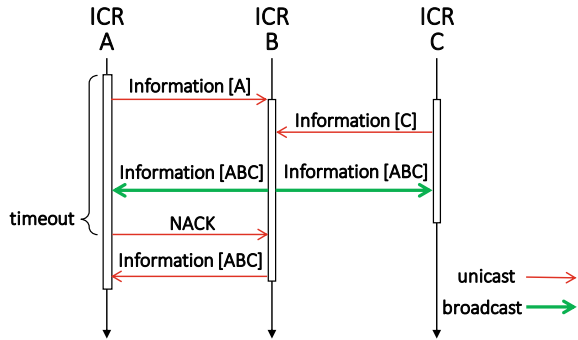 ICR ICR ICR
A B C
Information [A]
Information [C]
Information [ABC] Information [ABC]
timeout
NACK
Information [ABC]
unicast
broadcast